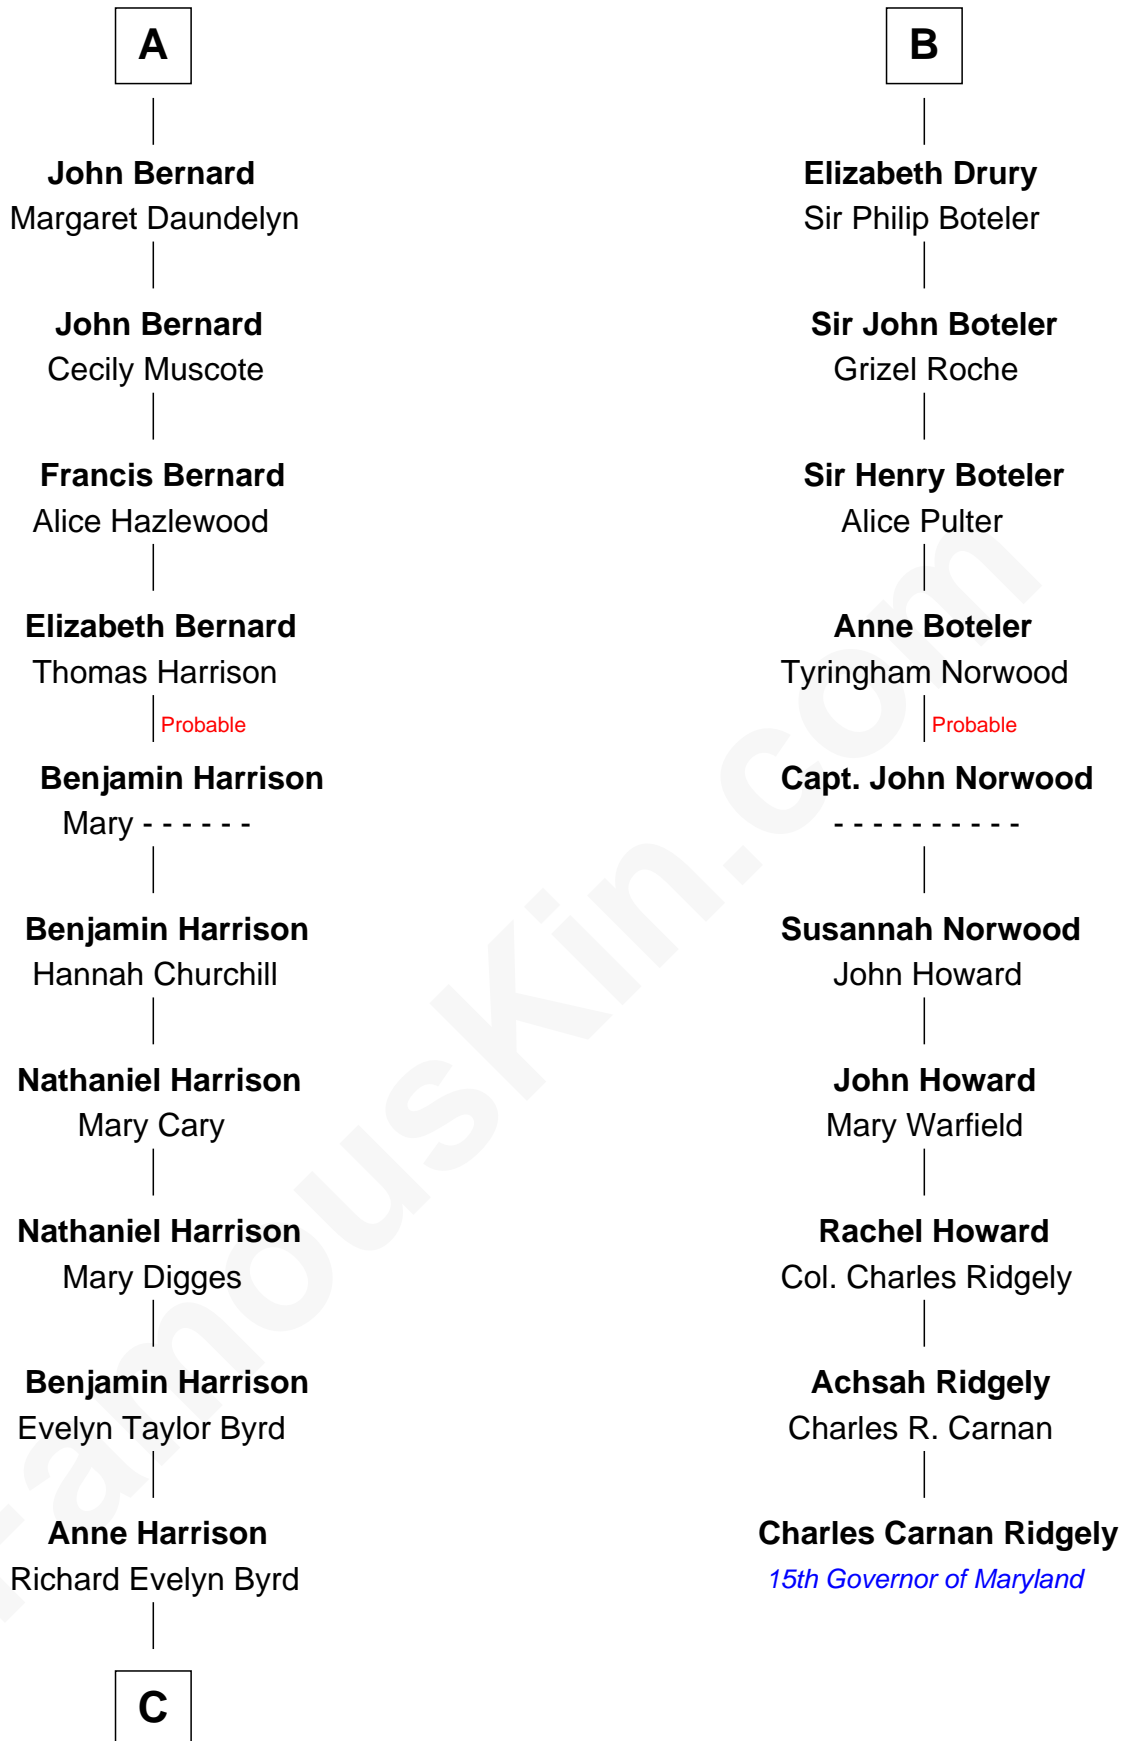 A
John Bernard
Margaret Daundelyn
John Bernard
Cecily Muscote
Francis Bernard
Alice Hazlewood
Elizabeth Bernard
Thomas Harrison
Probable
Benjamin Harrison
Mary - - - - - -
Benjamin Harrison
Hannah Churchill
Nathaniel Harrison
Mary Cary
Nathaniel Harrison
Mary Digges
Benjamin Harrison
Evelyn Taylor Byrd
Anne Harrison
Richard Evelyn Byrd
C
B
Elizabeth Drury
Sir Philip Boteler
Sir John Boteler
Grizel Roche
Sir Henry Boteler
Alice Pulter
Anne Boteler
Tyringham Norwood
Probable
Capt. John Norwood
- - - - - - - - - -
Susannah Norwood
John Howard
John Howard
Mary Warfield
Rachel Howard
Col. Charles Ridgely
Achsah Ridgely
Charles R. Carnan
Charles Carnan Ridgely
15th Governor of Maryland
FamousKin.com